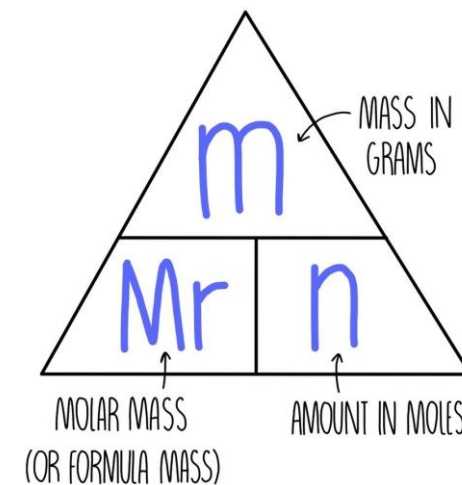 m
MASS IN
GRAMS
Mr
n
MOLAR MASS
(OR FORMULA MASS)
AMOUNT IN MOLES